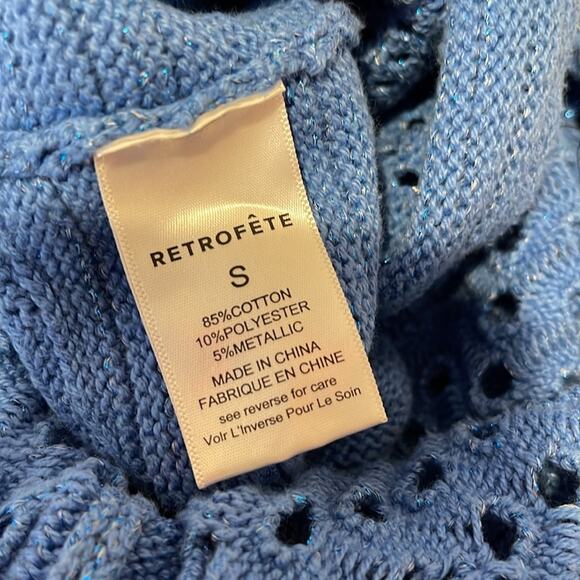 RETROFÊTE
S
85%COTTON
10%POLYESTER
5%METALLIC
MADE IN CHINA
FABRIQUE EN CHINE
see reverse for care
Voir L'Inverse Pour Le Soin